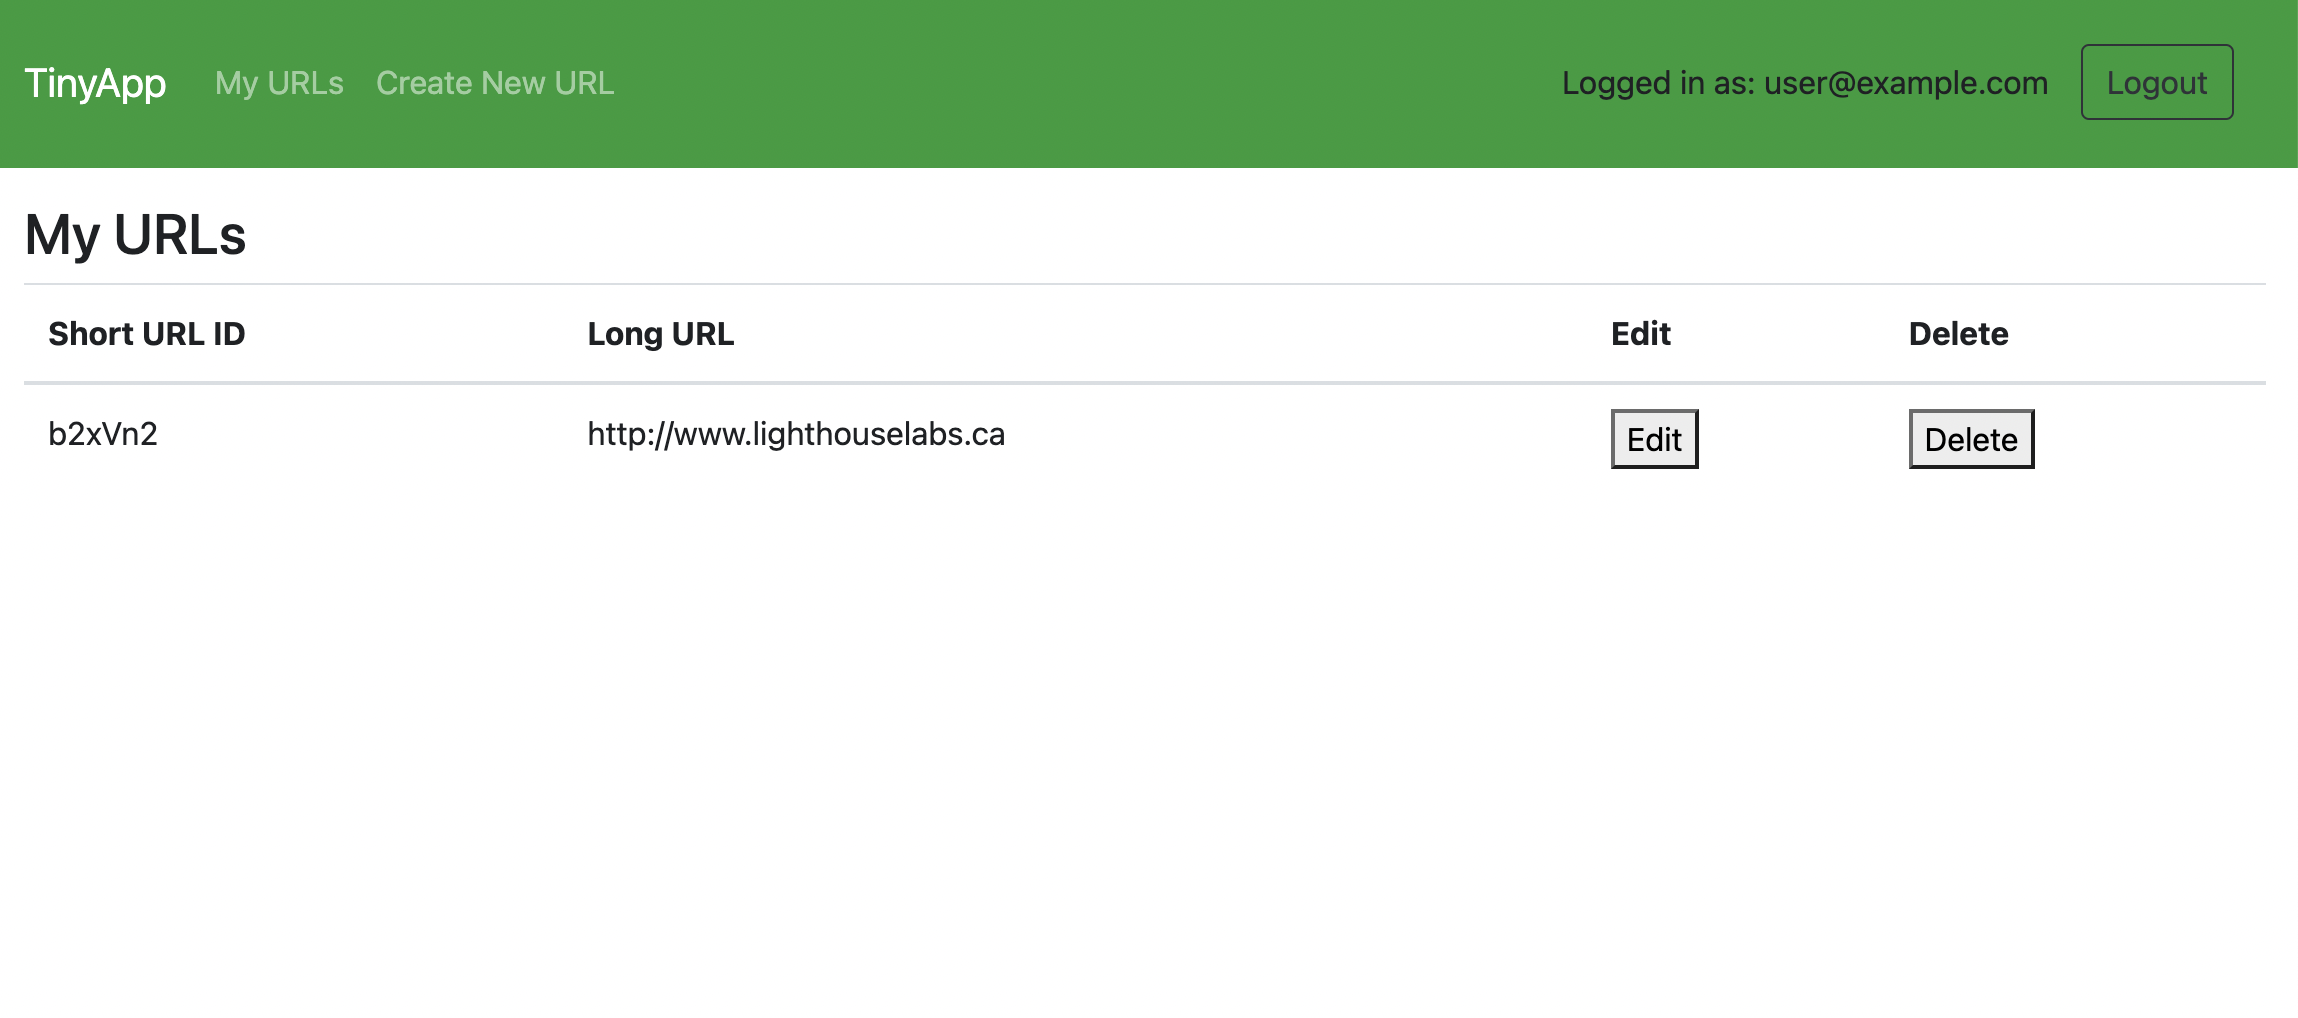 TinyApp My URLs Create New URL Logged in as: user@example.com Logout
My URLs
Short URL ID Long URL Edit Delete
b2xVn2 http://www.lighthouselabs.ca Edit Delete